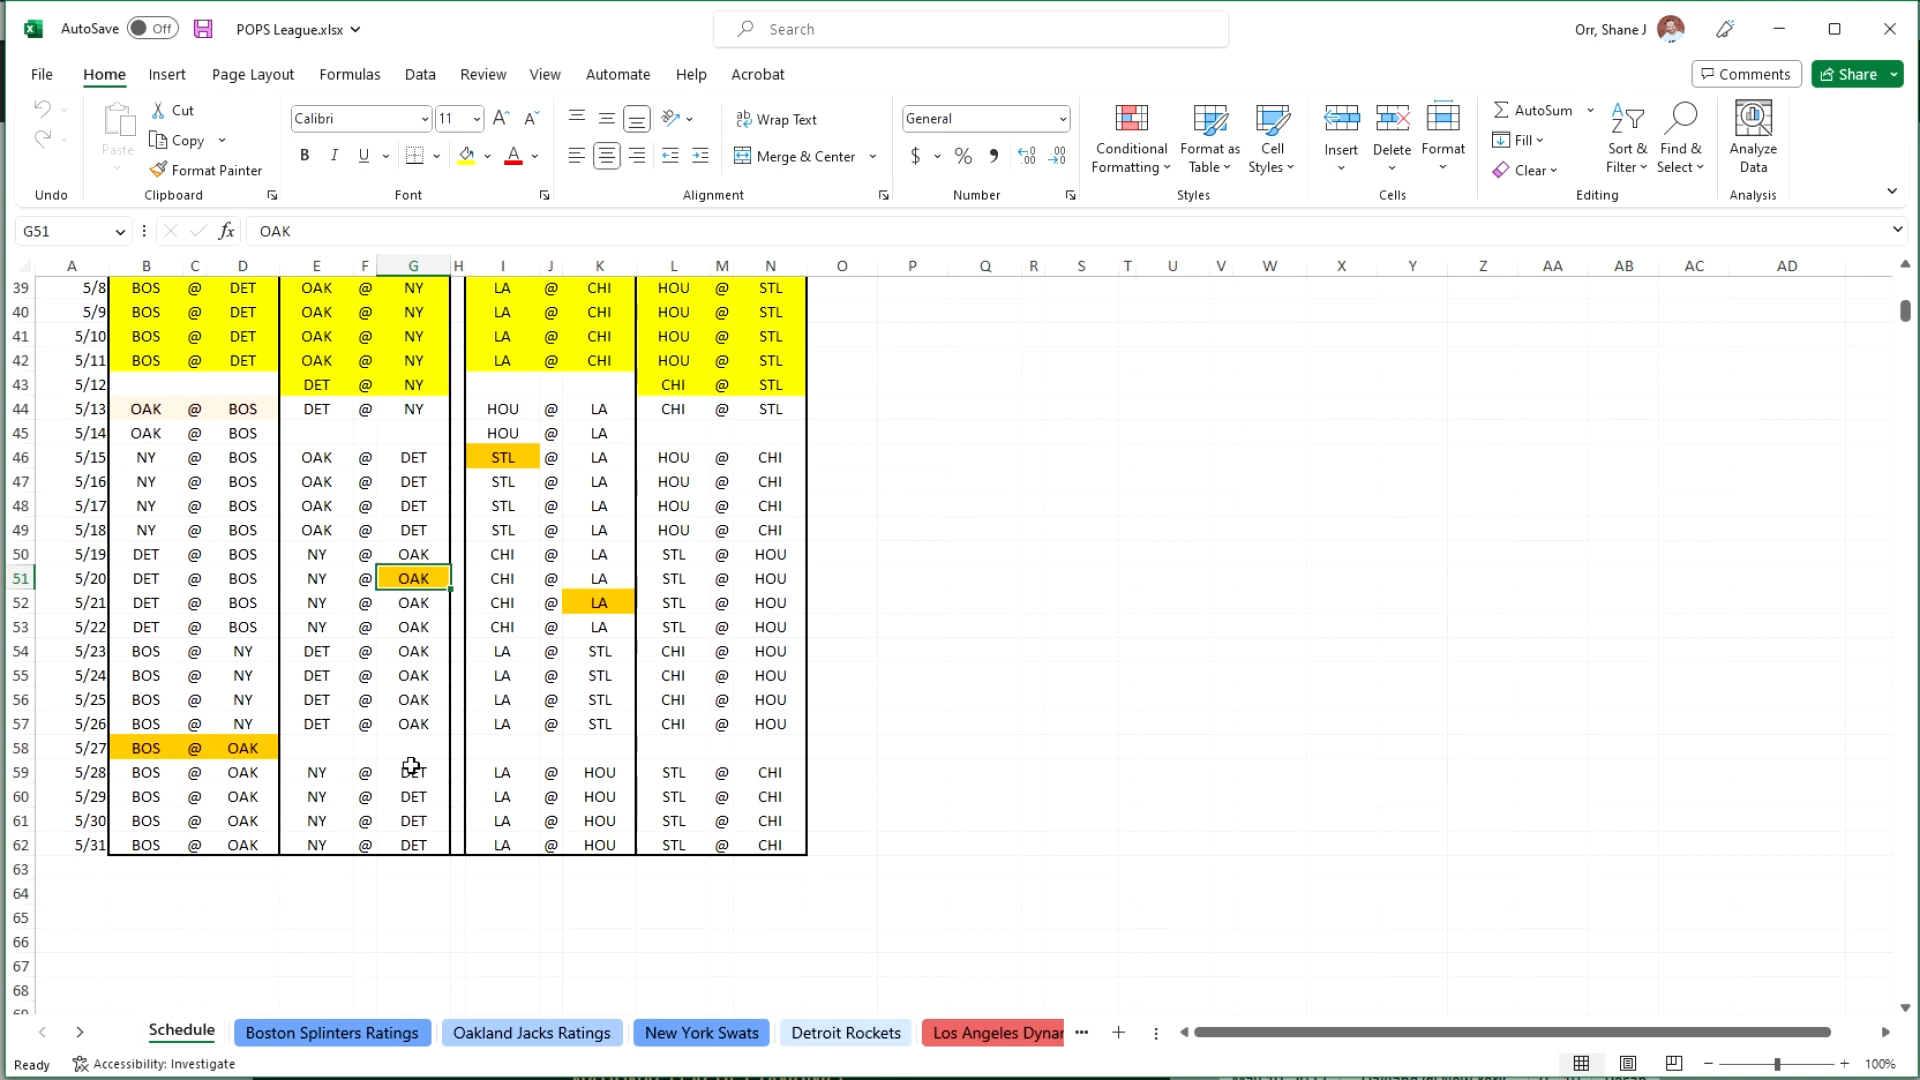 AutoSave Off POPS League.xlsx Search Orr, Shane J
File Home Insert Page Layout Formulas Data Review View Automate Help Acrobat Comments Share
Paste Cut Copy Format Painter
Calibri 11 B I U A
Wrap Text Merge & Center
General $ %
Conditional Formatting Format as Table Cell Styles
Insert Delete Format
AutoSum Fill Clear Sort & Filter Find & Select
Analyze Data
Undo Clipboard Font Alignment Number Styles Cells Editing Analysis
G51 fx OAK
A B C D E F G H I J K L M N O P Q R S T U V W X Y Z AA AB AC AD
39 5/8 BOS @ DET OAK @ NY LA @ CHI HOU @ STL
40 5/9 BOS @ DET OAK @ NY LA @ CHI HOU @ STL
41 5/10 BOS @ DET OAK @ NY LA @ CHI HOU @ STL
42 5/11 BOS @ DET OAK @ NY LA @ CHI HOU @ STL
43 5/12 DET @ NY CHI @ STL
44 5/13 OAK @ BOS DET @ NY HOU @ LA CHI @ STL
45 5/14 OAK @ BOS HOU @ LA
46 5/15 NY @ BOS OAK @ DET STL @ LA HOU @ CHI
47 5/16 NY @ BOS OAK @ DET STL @ LA HOU @ CHI
48 5/17 NY @ BOS OAK @ DET STL @ LA HOU @ CHI
49 5/18 NY @ BOS OAK @ DET STL @ LA HOU @ CHI
50 5/19 DET @ BOS NY @ OAK CHI @ LA STL @ HOU
51 5/20 DET @ BOS NY @ OAK CHI @ LA STL @ HOU
52 5/21 DET @ BOS NY @ OAK CHI @ LA STL @ HOU
53 5/22 DET @ BOS NY @ OAK CHI @ LA STL @ HOU
54 5/23 BOS @ NY DET @ OAK LA @ STL CHI @ HOU
55 5/24 BOS @ NY DET @ OAK LA @ STL CHI @ HOU
56 5/25 BOS @ NY DET @ OAK LA @ STL CHI @ HOU
57 5/26 BOS @ NY DET @ OAK LA @ STL CHI @ HOU
58 5/27 BOS @ OAK
59 5/28 BOS @ OAK NY @ DET LA @ HOU STL @ CHI
60 5/29 BOS @ OAK NY @ DET LA @ HOU STL @ CHI
61 5/30 BOS @ OAK NY @ DET LA @ HOU STL @ CHI
62 5/31 BOS @ OAK NY @ DET LA @ HOU STL @ CHI
63
64
65
66
67
68
Schedule Boston Splinters Ratings Oakland Jacks Ratings New York Swats Detroit Rockets Los Angeles Dynar
Ready Accessibility: Investigate 100%